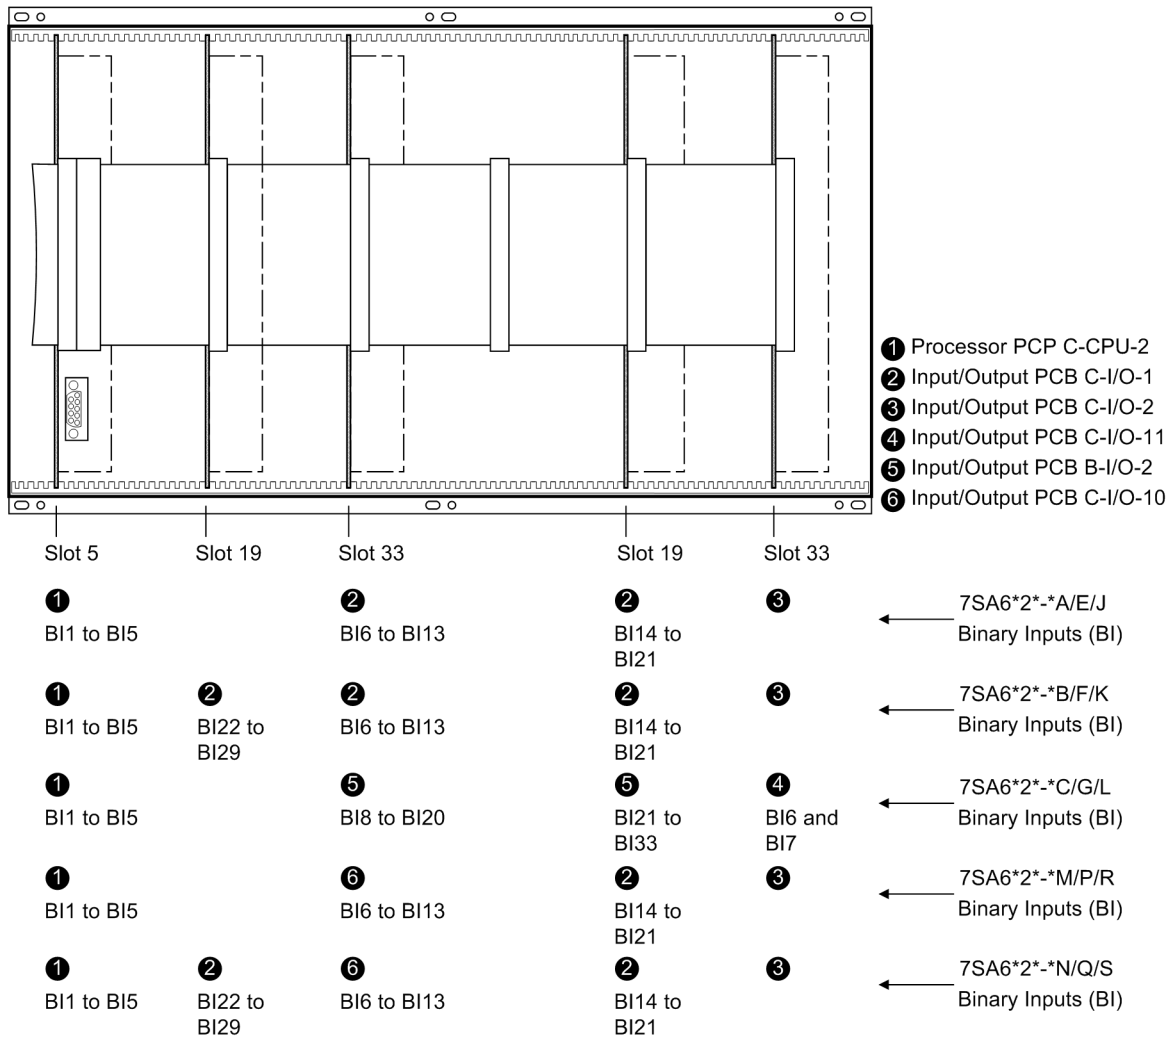 ❶ Processor PCP C-CPU-2
❷ Input/Output PCB C-I/O-1
❸ Input/Output PCB C-I/O-2
❹ Input/Output PCB C-I/O-11
❺ Input/Output PCB B-I/O-2
❻ Input/Output PCB C-I/O-10
Slot 5 Slot 19 Slot 33 Slot 19 Slot 33
❶ ❷ ❷ ❸ 7SA6*2*-*A/E/J
BI1 to BI5 BI6 to BI13 BI14 to Binary Inputs (BI)
BI21
❶ ❷ ❷ ❷ ❸ 7SA6*2*-*B/F/K
BI1 to BI5 BI22 to BI6 to BI13 BI14 to Binary Inputs (BI)
BI29 BI21
❶ ❺ ❺ ❹ 7SA6*2*-*C/G/L
BI1 to BI5 BI8 to BI20 BI21 to BI6 and Binary Inputs (BI)
BI33 BI7
❶ ❻ ❷ ❸ 7SA6*2*-*M/P/R
BI1 to BI5 BI6 to BI13 BI14 to Binary Inputs (BI)
BI21
❶ ❷ ❻ ❷ ❸ 7SA6*2*-*N/Q/S
BI1 to BI5 BI22 to BI6 to BI13 BI14 to Binary Inputs (BI)
BI29 BI21